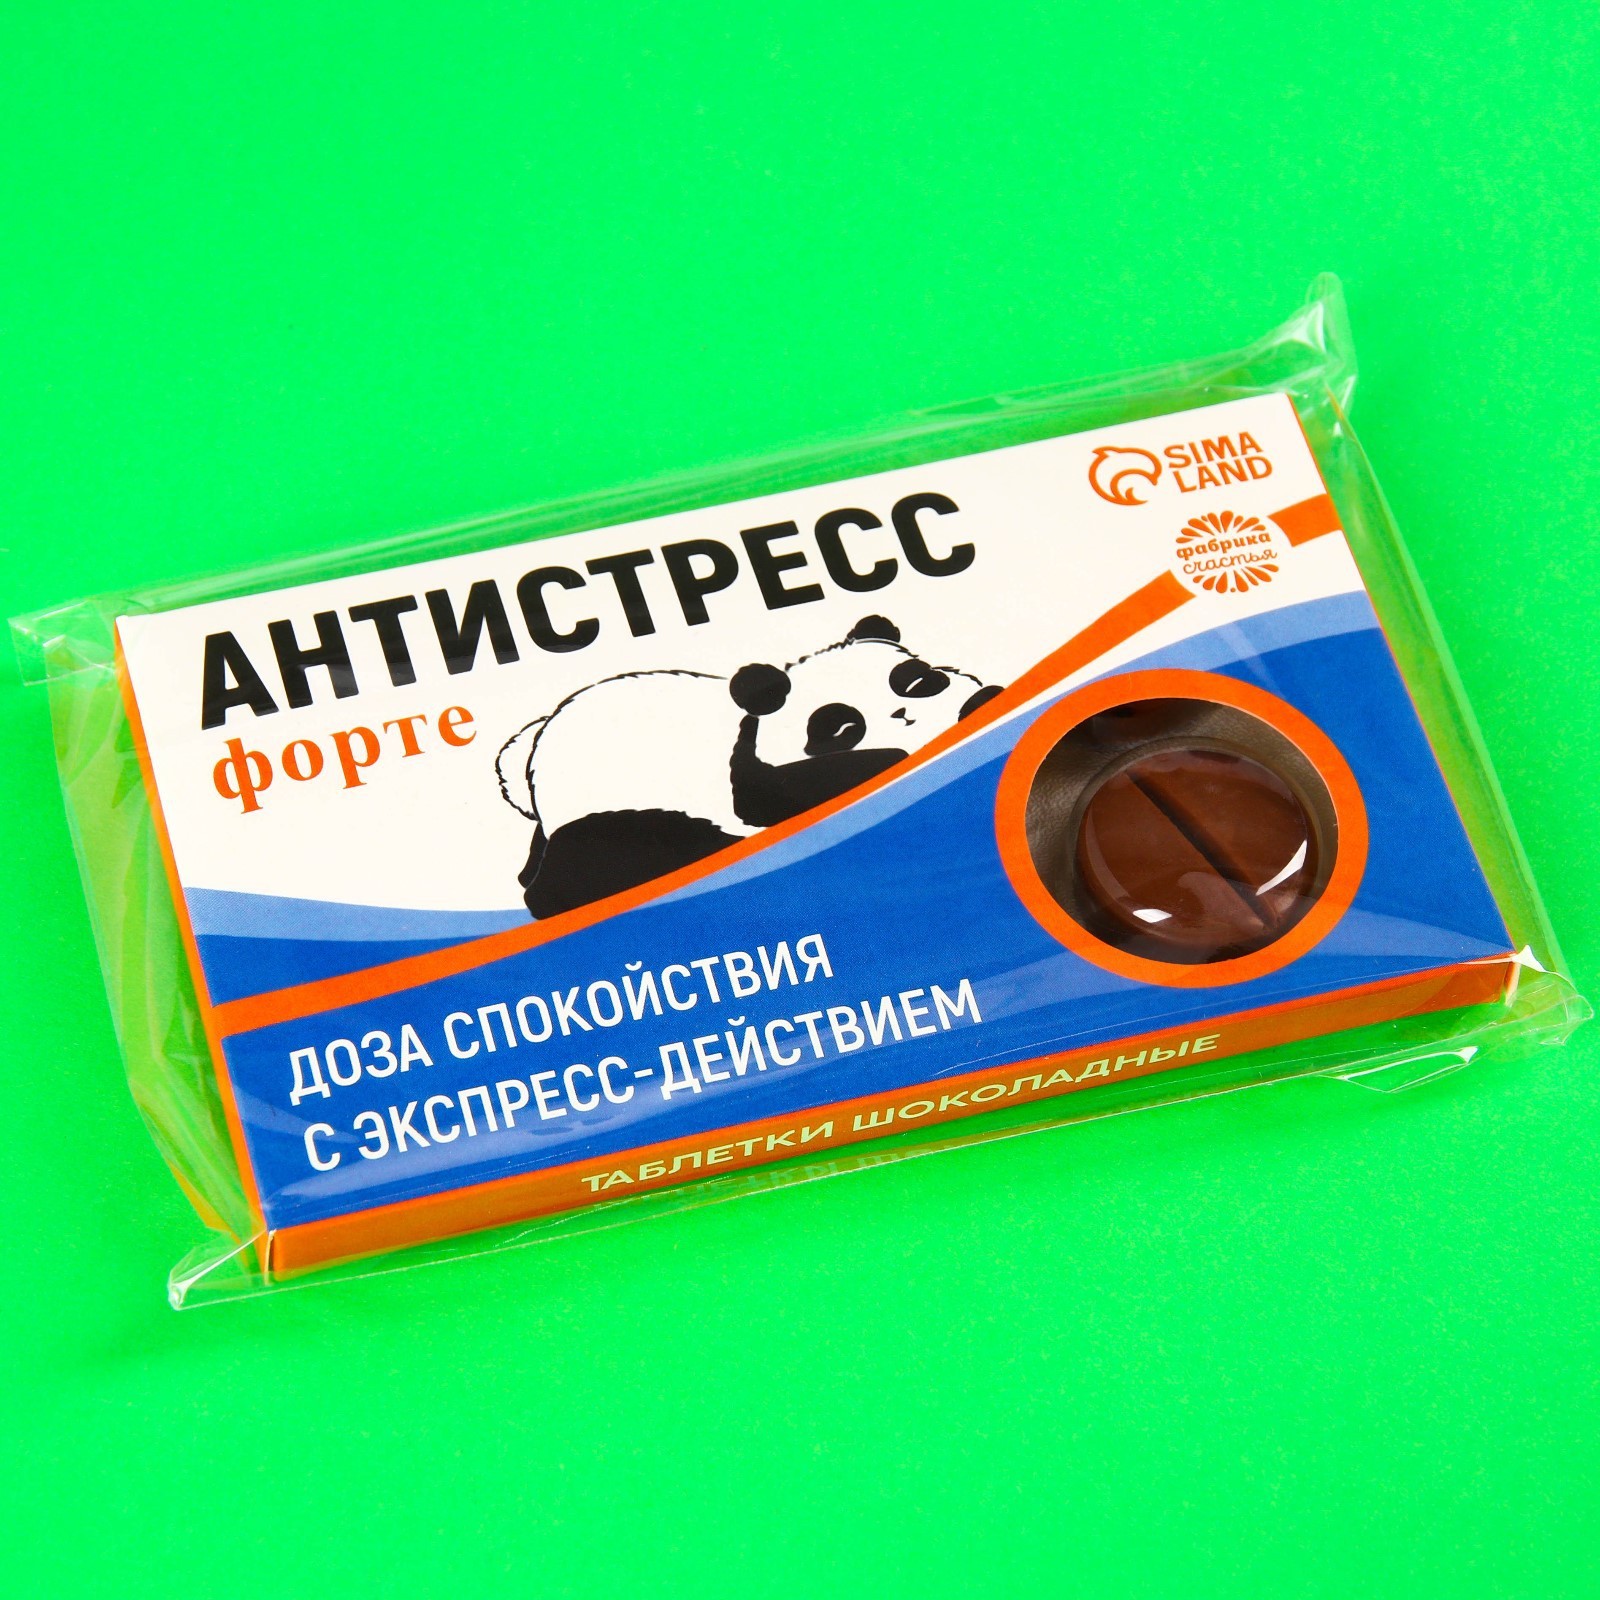 SIMA
LAND
фабрика
счастья
АНТИСТРЕСС
форте
ДОЗА СПОКОЙСТВИЯ
С ЭКСПРЕСС-ДЕЙСТВИЕМ
ТАБЛЕТКИ ШОКОЛАДНЫЕ